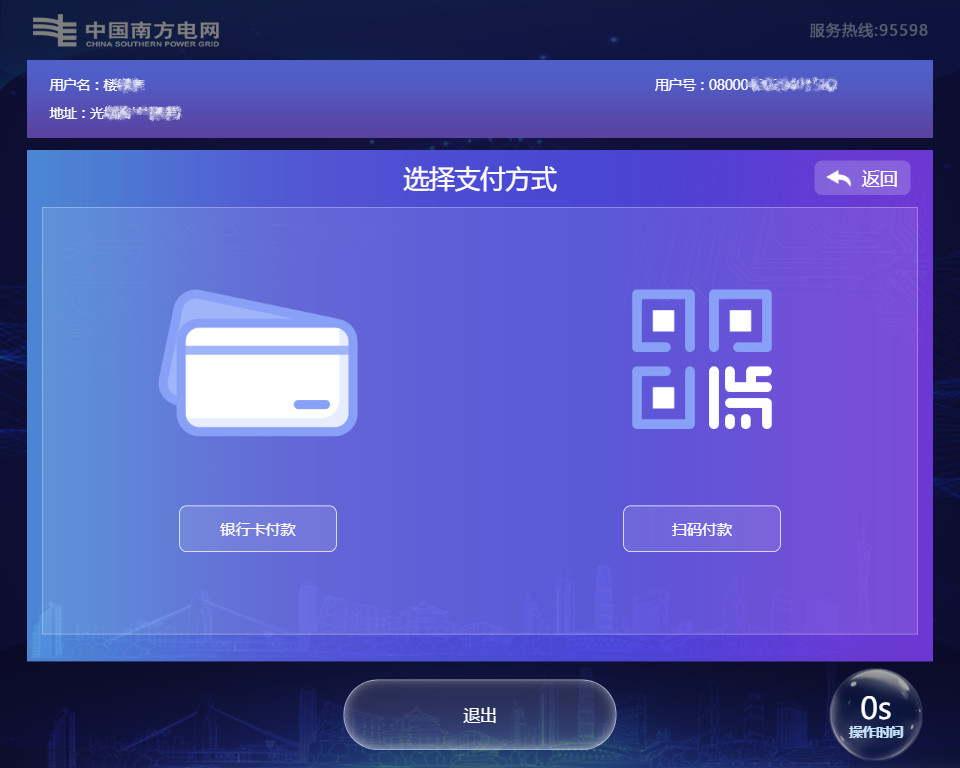 中国南方电网
CHINA SOUTHERN POWER GRID
服务热线:95598
用户名：楼
用户号：08000
地址：光
选择支付方式
返回
银行卡付款
扫码付款
退出
0s
操作时间